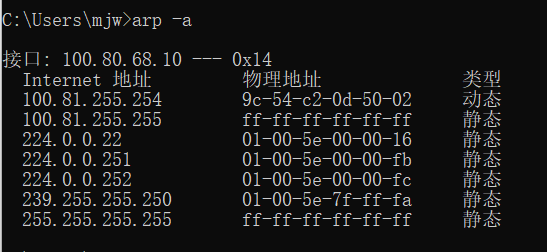 C:\Users\mjw>arp -a
接口: 100.80.68.10 --- 0x14
Internet 地址 物理地址 类型
100.81.255.254 9c-54-c2-0d-50-02 动态
100.81.255.255 ff-ff-ff-ff-ff-ff 静态
224.0.0.22 01-00-5e-00-00-16 静态
224.0.0.251 01-00-5e-00-00-fb 静态
224.0.0.252 01-00-5e-00-00-fc 静态
239.255.255.250 01-00-5e-7f-ff-fa 静态
255.255.255.255 ff-ff-ff-ff-ff-ff 静态